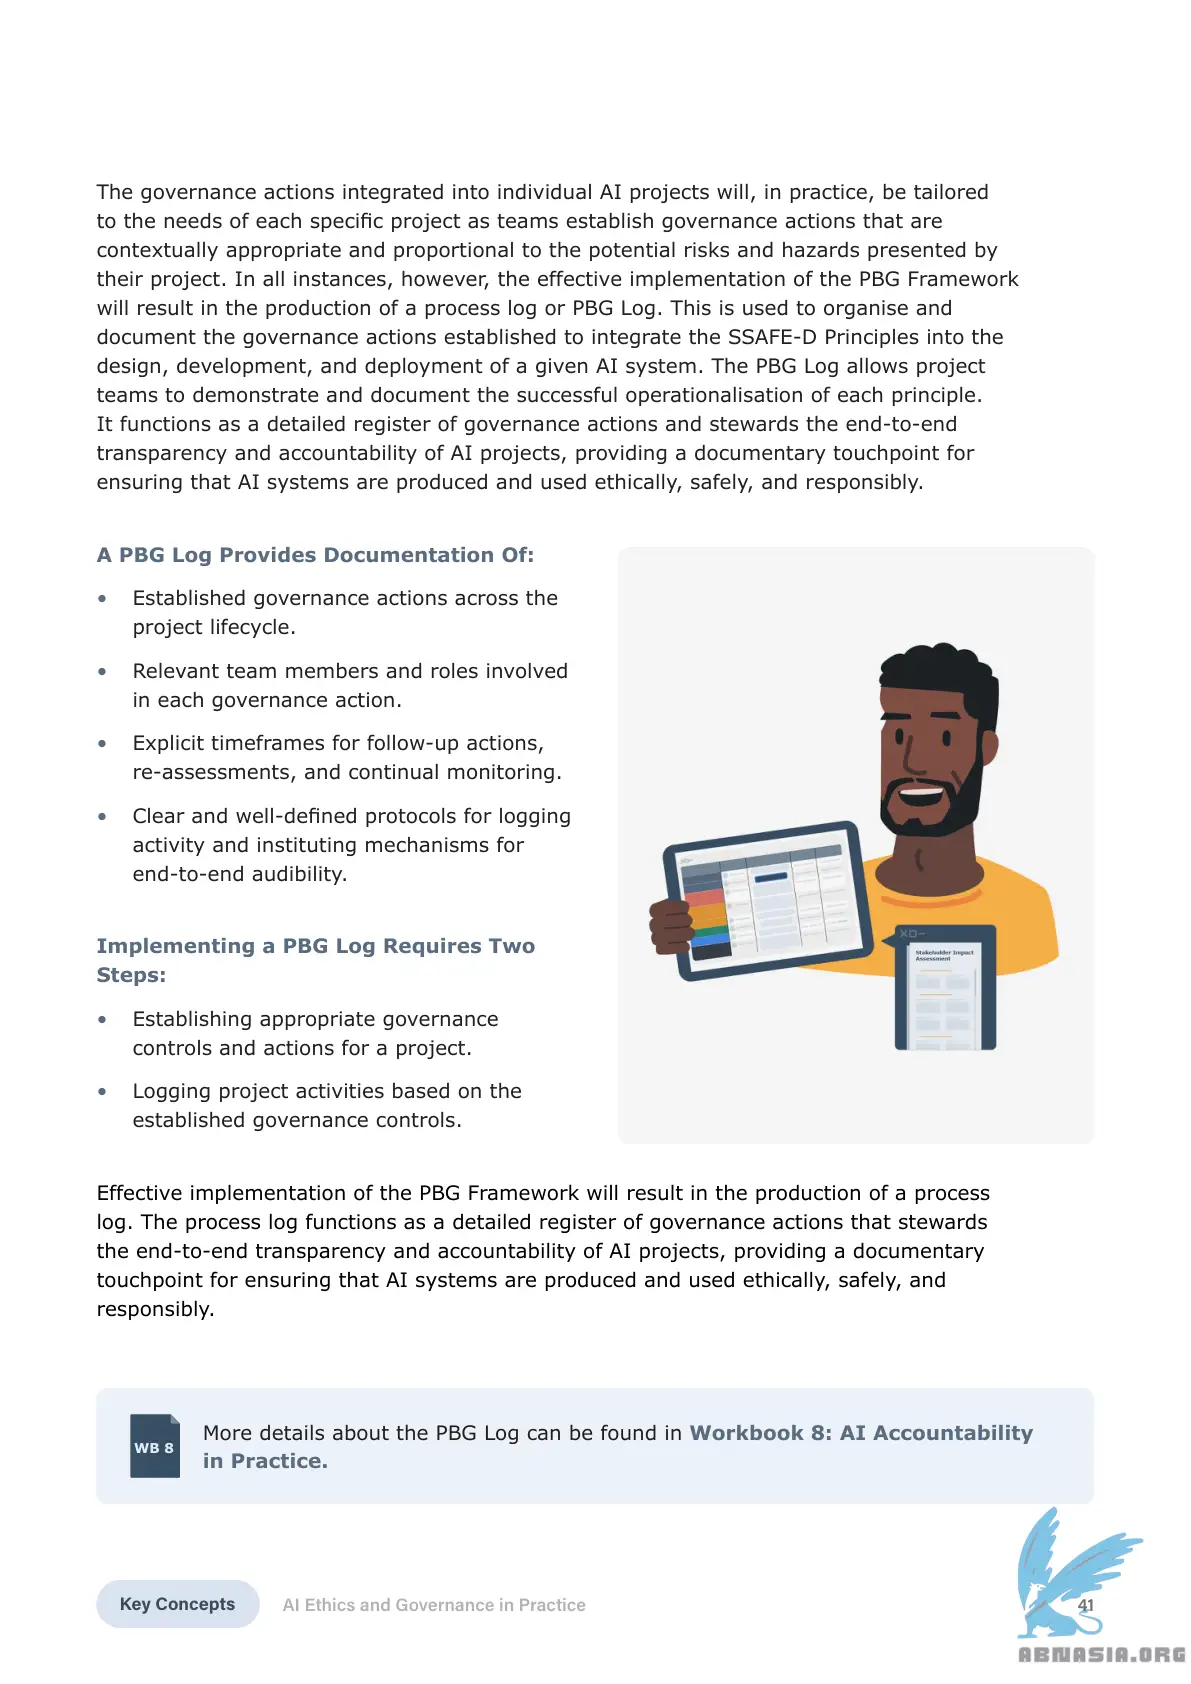 The governance actions integrated into individual AI projects will, in practice, be tailored
to the needs of each specific project as teams establish governance actions that are
contextually appropriate and proportional to the potential risks and hazards presented by
their project. In all instances, however, the effective implementation of the PBG Framework
will result in the production of a process log or PBG Log. This is used to organise and
document the governance actions established to integrate the SSAFE-D Principles into the
design, development, and deployment of a given AI system. The PBG Log allows project
teams to demonstrate and document the successful operationalisation of each principle.
It functions as a detailed register of governance actions and stewards the end-to-end
transparency and accountability of AI projects, providing a documentary touchpoint for
ensuring that AI systems are produced and used ethically, safely, and responsibly.
A PBG Log Provides Documentation Of:
• Established governance actions across the
project lifecycle.
• Relevant team members and roles involved
in each governance action.
• Explicit timeframes for follow-up actions,
re-assessments, and continual monitoring.
• Clear and well-defined protocols for logging
activity and instituting mechanisms for
end-to-end audibility.
Implementing a PBG Log Requires Two
Steps:
• Establishing appropriate governance
controls and actions for a project.
• Logging project activities based on the
established governance controls.
Stakeholder Impact
Assessment
Effective implementation of the PBG Framework will result in the production of a process
log. The process log functions as a detailed register of governance actions that stewards
the end-to-end transparency and accountability of AI projects, providing a documentary
touchpoint for ensuring that AI systems are produced and used ethically, safely, and
responsibly.
WB 8
More details about the PBG Log can be found in Workbook 8: AI Accountability
in Practice.
Key Concepts
AI Ethics and Governance in Practice
41
ABNASIA.ORG